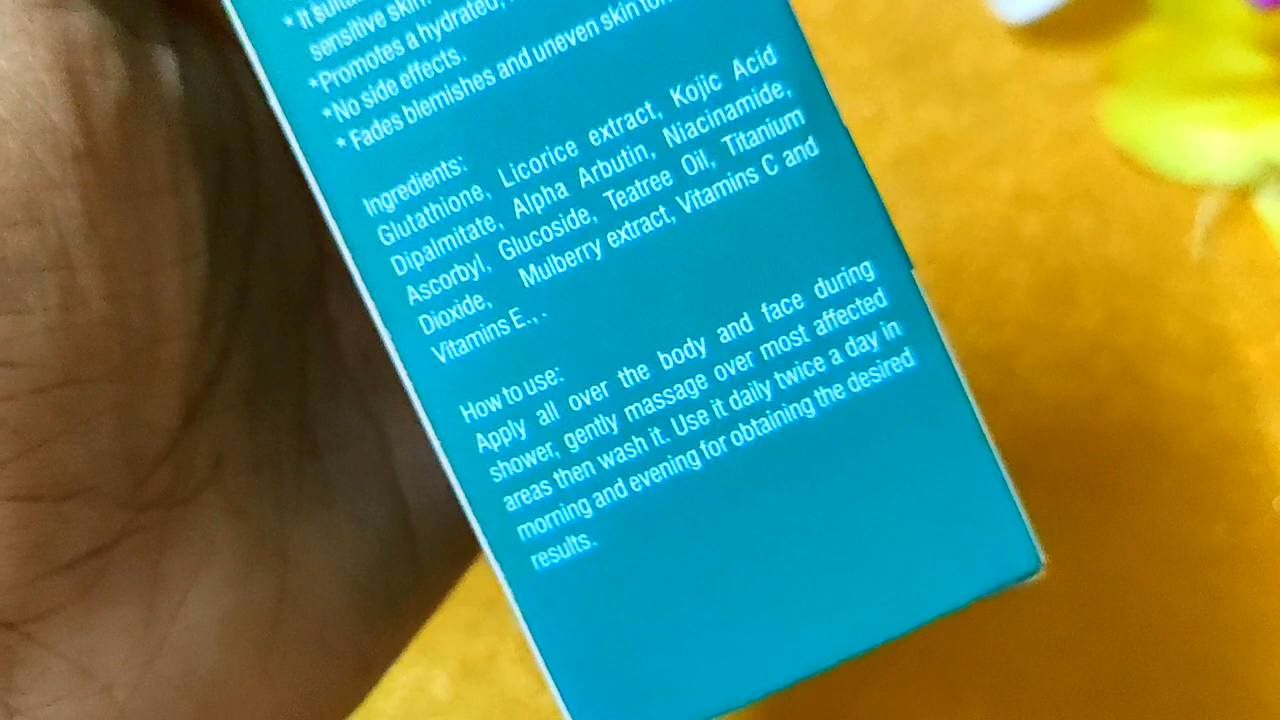 * It suita
sensitive skin.
*Promotes a hydrated,
*No side effects.
* Fades blemishes and uneven skin ton
Ingredients:
Glutathione, Licorice extract, Kojic Acid
Dipalmitate, Alpha Arbutin, Niacinamide,
Ascorbyl, Glucoside, Teatree Oil, Titanium
Dioxide, Mulberry extract, Vitamins C and
Vitamins E., .
How to use:
Apply all over the body and face during
shower, gently massage over most affected
areas then wash it. Use it daily twice a day in
morning and evening for obtaining the desired
results.